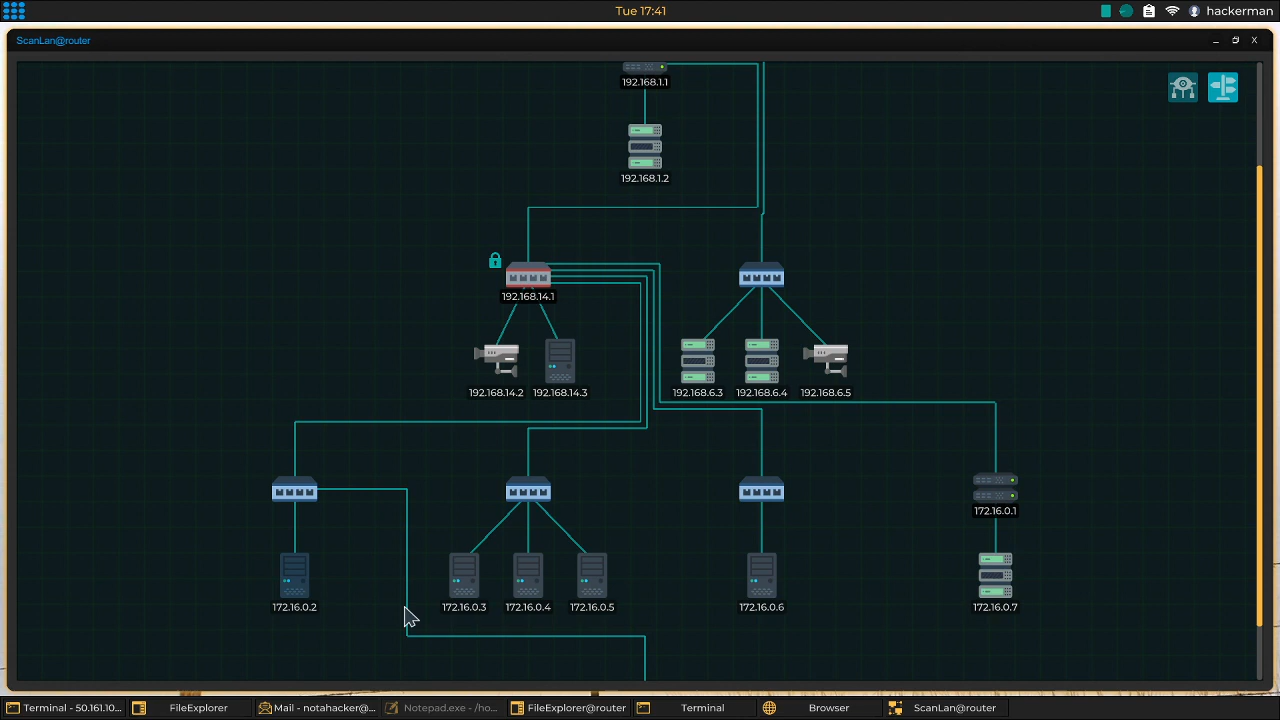 Tue 17:41
hackerman
ScanLan@router
X
192.168.1.1
192.168.1.2
192.168.14.1
192.168.14.2
192.168.14.3
192.168.6.3
192.168.6.4
192.168.6.5
172.16.0.1
172.16.0.2
172.16.0.3
172.16.0.4
172.16.0.5
172.16.0.6
172.16.0.7
Terminal - 50.161.10...
FileExplorer
Mail - notahacker@...
Notepad.exe - /ho...
FileExplorer@router
Terminal
Browser
ScanLan@router